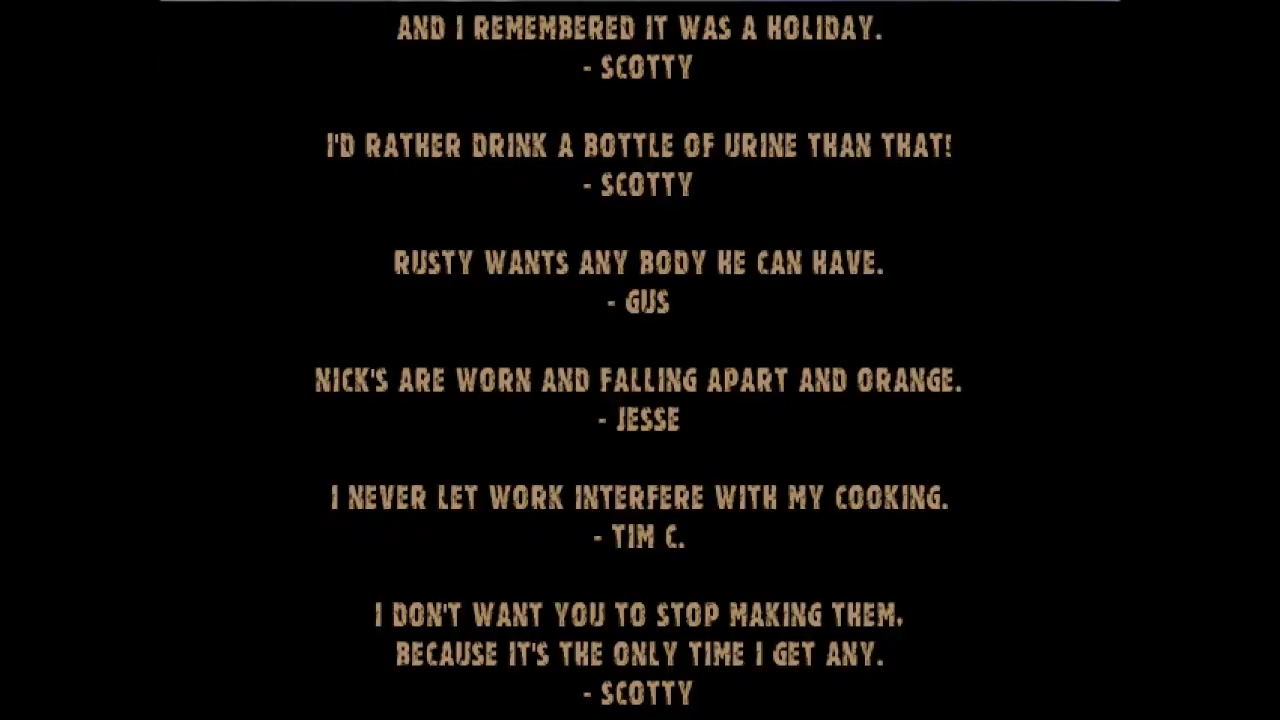 AND I REMEMBERED IT WAS A HOLIDAY.
- SCOTTY
I'D RATHER DRINK A BOTTLE OF URINE THAN THAT!
- SCOTTY
RUSTY WANTS ANY BODY HE CAN HAVE.
- GUS
NICK'S ARE WORN AND FALLING APART AND ORANGE.
- JESSE
I NEVER LET WORK INTERFERE WITH MY COOKING.
- TIM C.
I DON'T WANT YOU TO STOP MAKING THEM,
BECAUSE IT'S THE ONLY TIME I GET ANY.
- SCOTTY